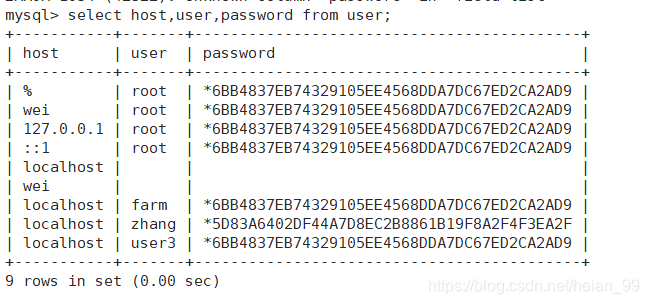 mysql> select host,user,password from user;
+-----------+--------+-------------------------------------------+
| host      | user   | password                                  |
+-----------+--------+-------------------------------------------+
| %         | root   | *6BB4837EB74329105EE4568DDA7DC67ED2CA2AD9 |
| wei       | root   | *6BB4837EB74329105EE4568DDA7DC67ED2CA2AD9 |
| 127.0.0.1 | root   | *6BB4837EB74329105EE4568DDA7DC67ED2CA2AD9 |
| ::1       | root   | *6BB4837EB74329105EE4568DDA7DC67ED2CA2AD9 |
| localhost |        |                                           |
| wei       |        |                                           |
| localhost | farm   | *6BB4837EB74329105EE4568DDA7DC67ED2CA2AD9 |
| localhost | zhang  | *5D83A6402DF44A7D8EC2B8861B19F8A2F4F3EA2F |
| localhost | user3  | *6BB4837EB74329105EE4568DDA7DC67ED2CA2AD9 |
+-----------+--------+-------------------------------------------+
9 rows in set (0.00 sec)
https://blog.csdn.net/heian_99